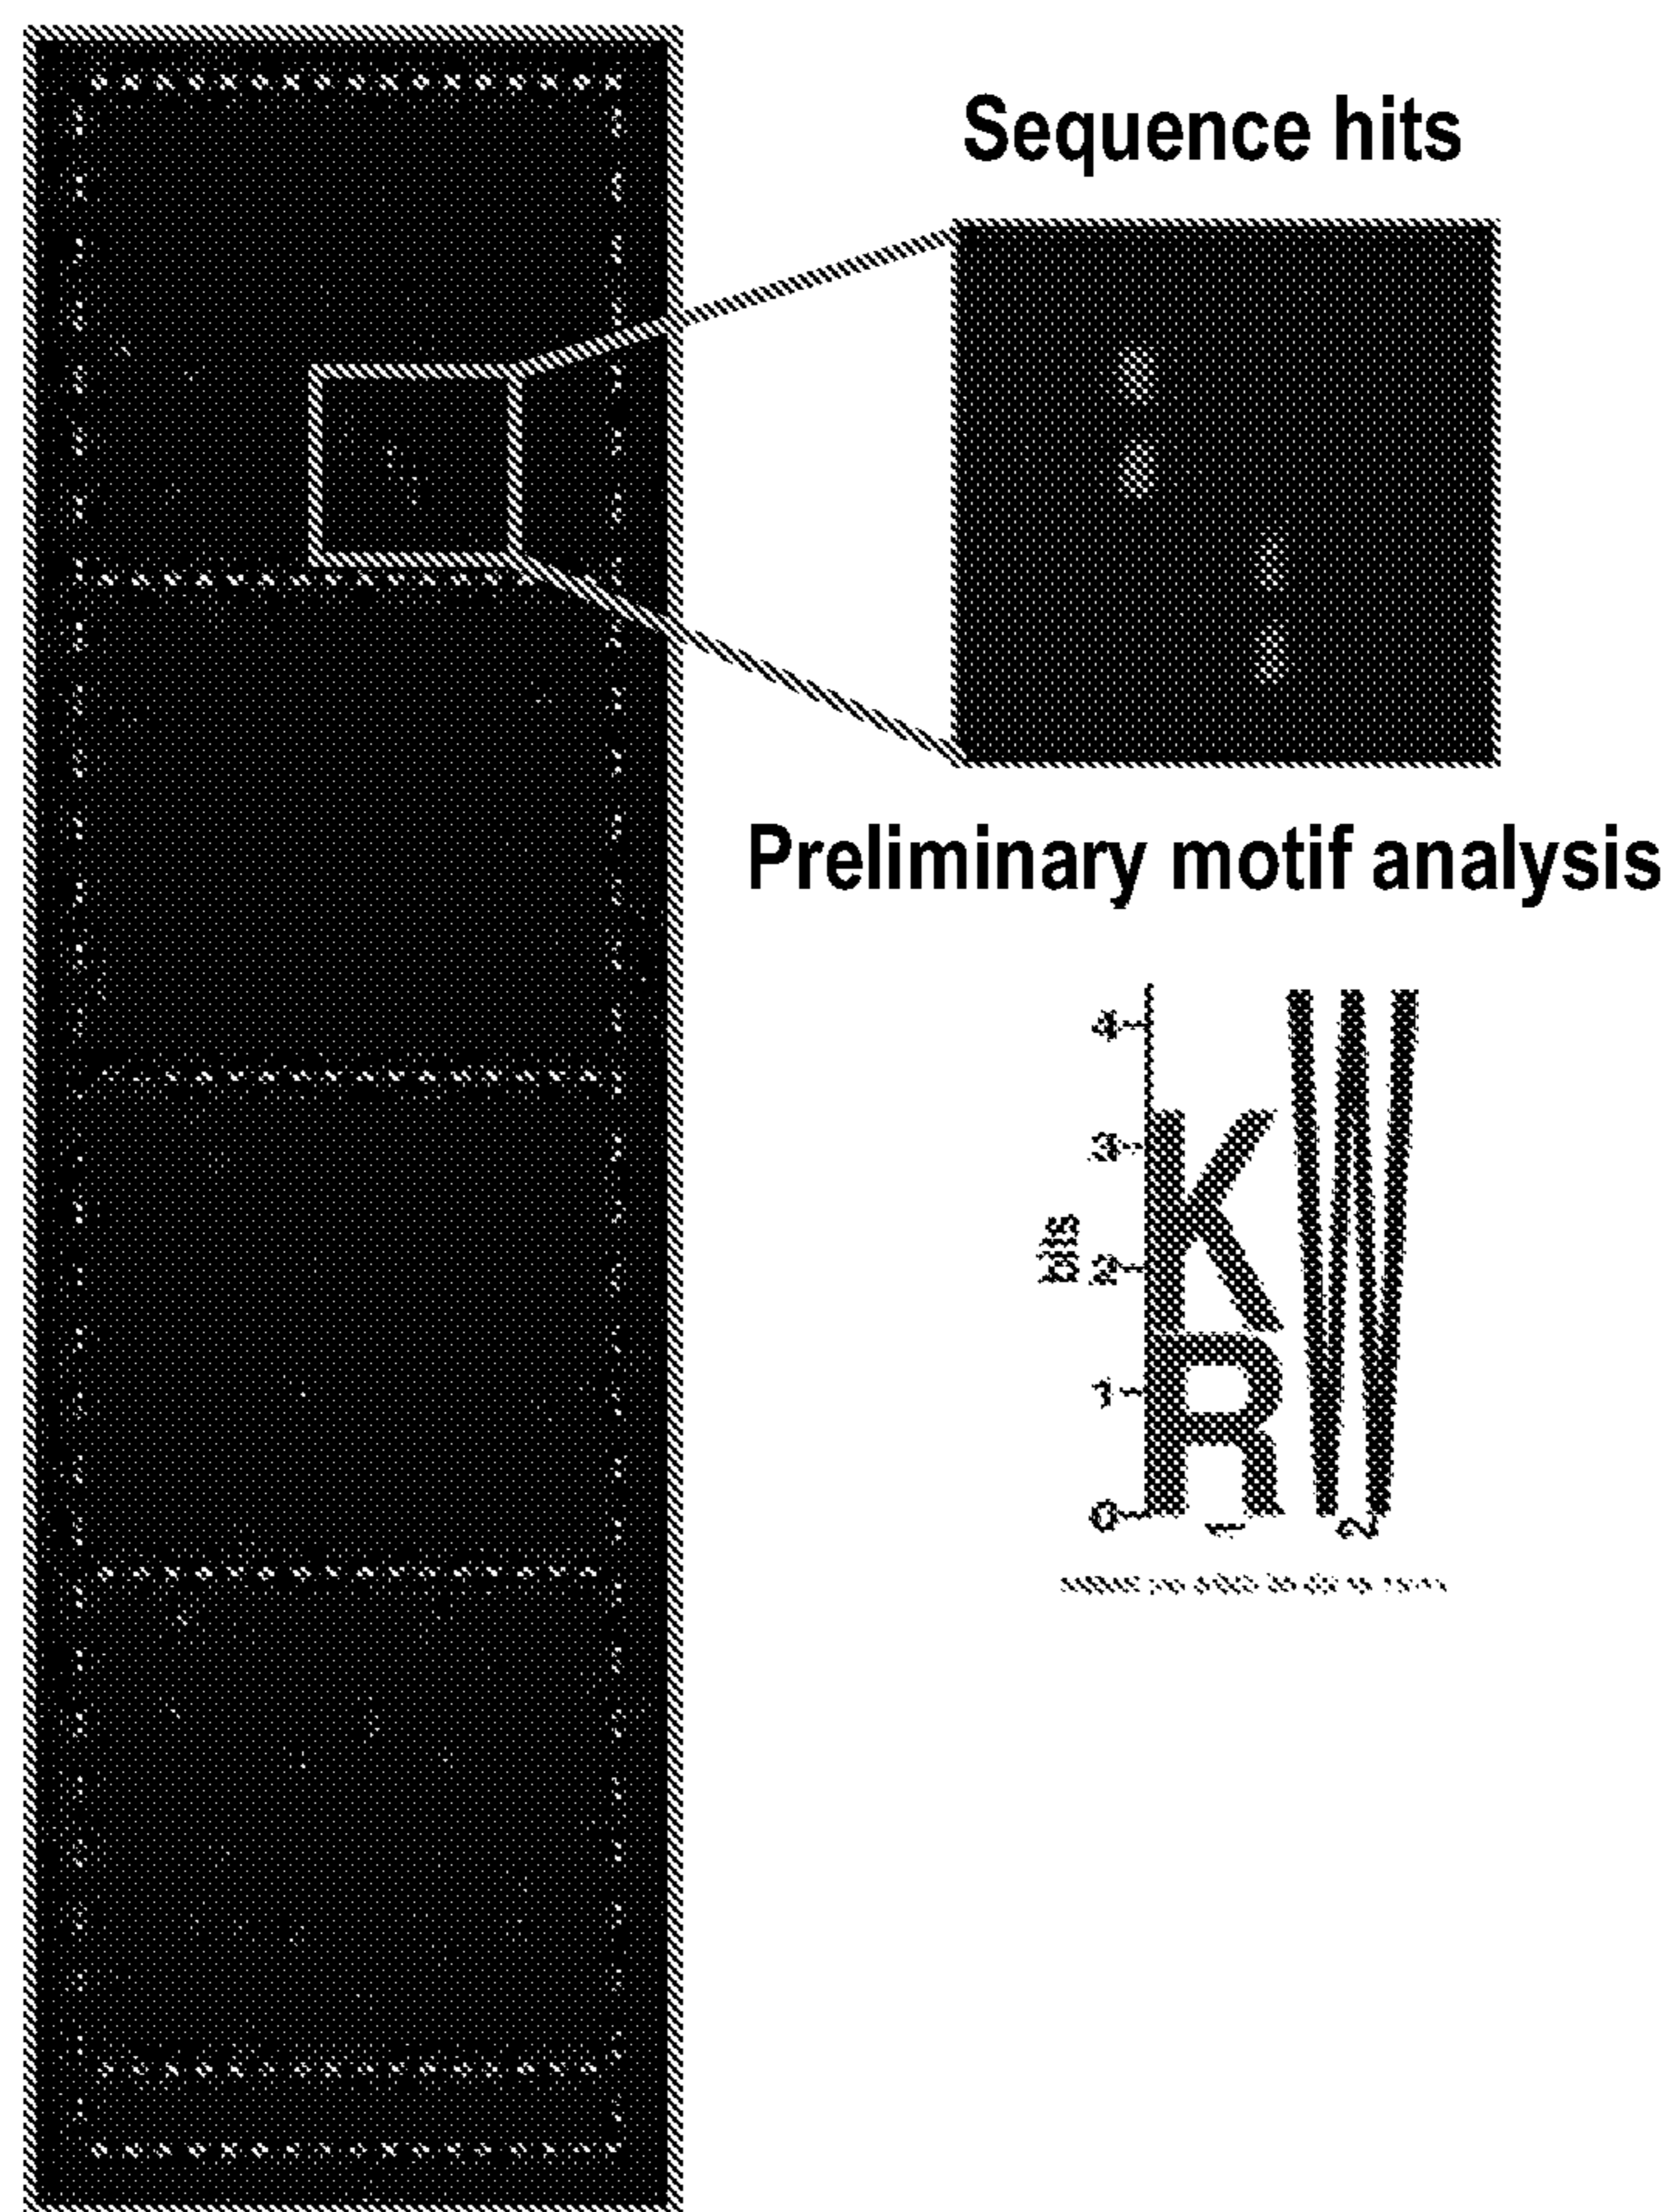 Sequence hits
Preliminary motif analysis
bits
4
3
2
1
0
K
R
W
1
2